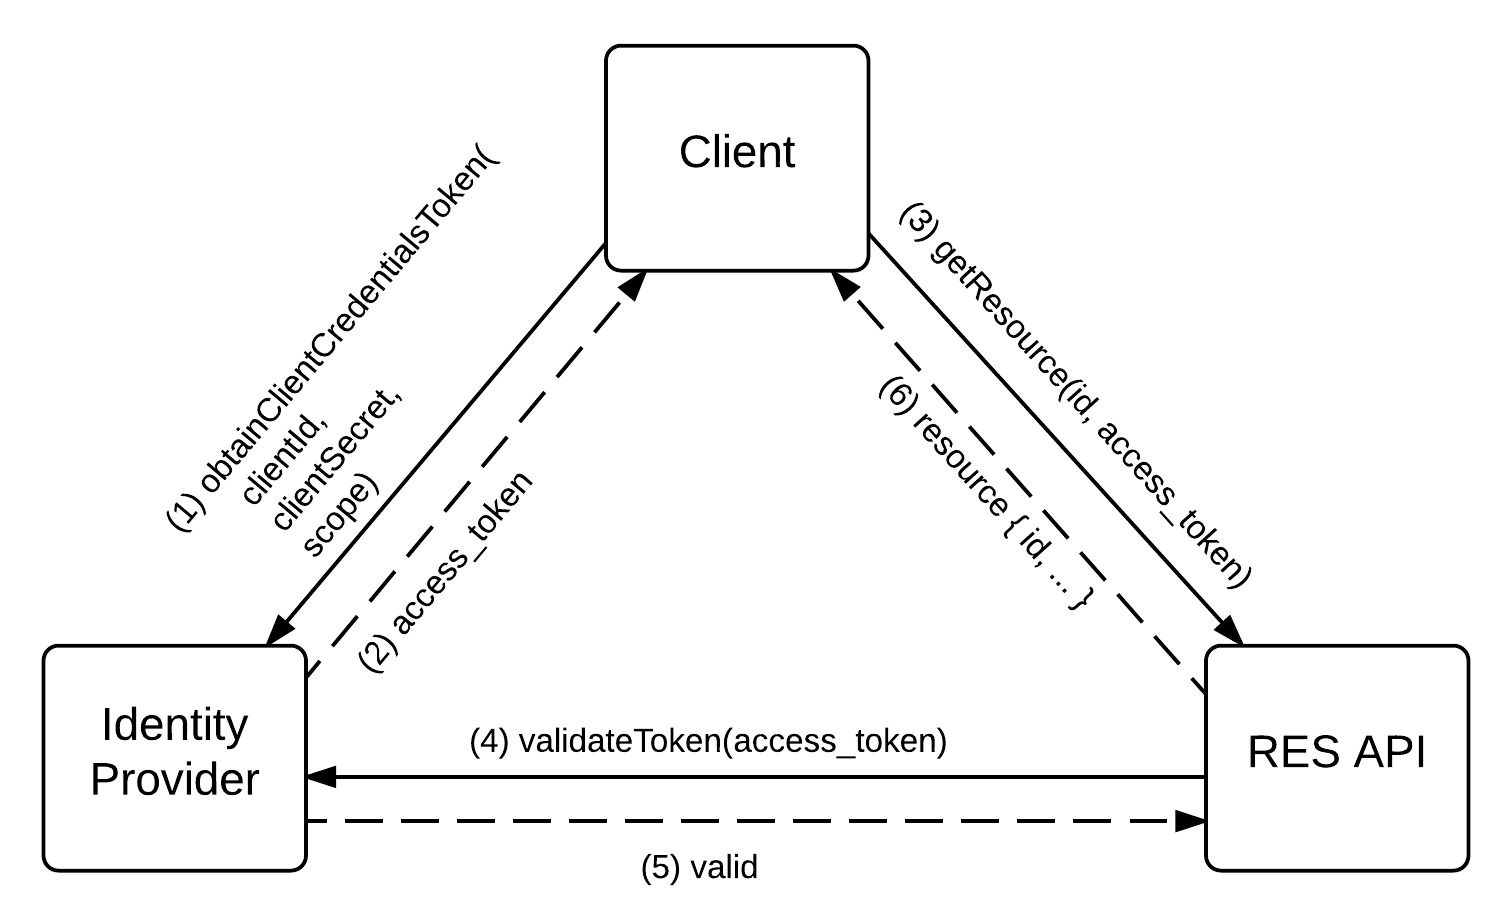 Client
(1) obtainClientCredentialsToken(
clientId,
clientSecret,
scope)
(2) access_token
(3) getResource(id, access_token)
(6) resource { id, ... }
Identity
Provider
(4) validateToken(access_token)
(5) valid
RES API